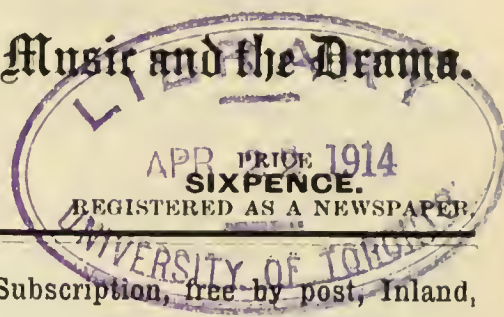 Music and the Drama.
LIBRARY
APR 1914
PRICE
SIXPENCE.
REGISTERED AS A NEWSPAPER.
UNIVERSITY OF TORONTO
Subscription, free by post, Inland,